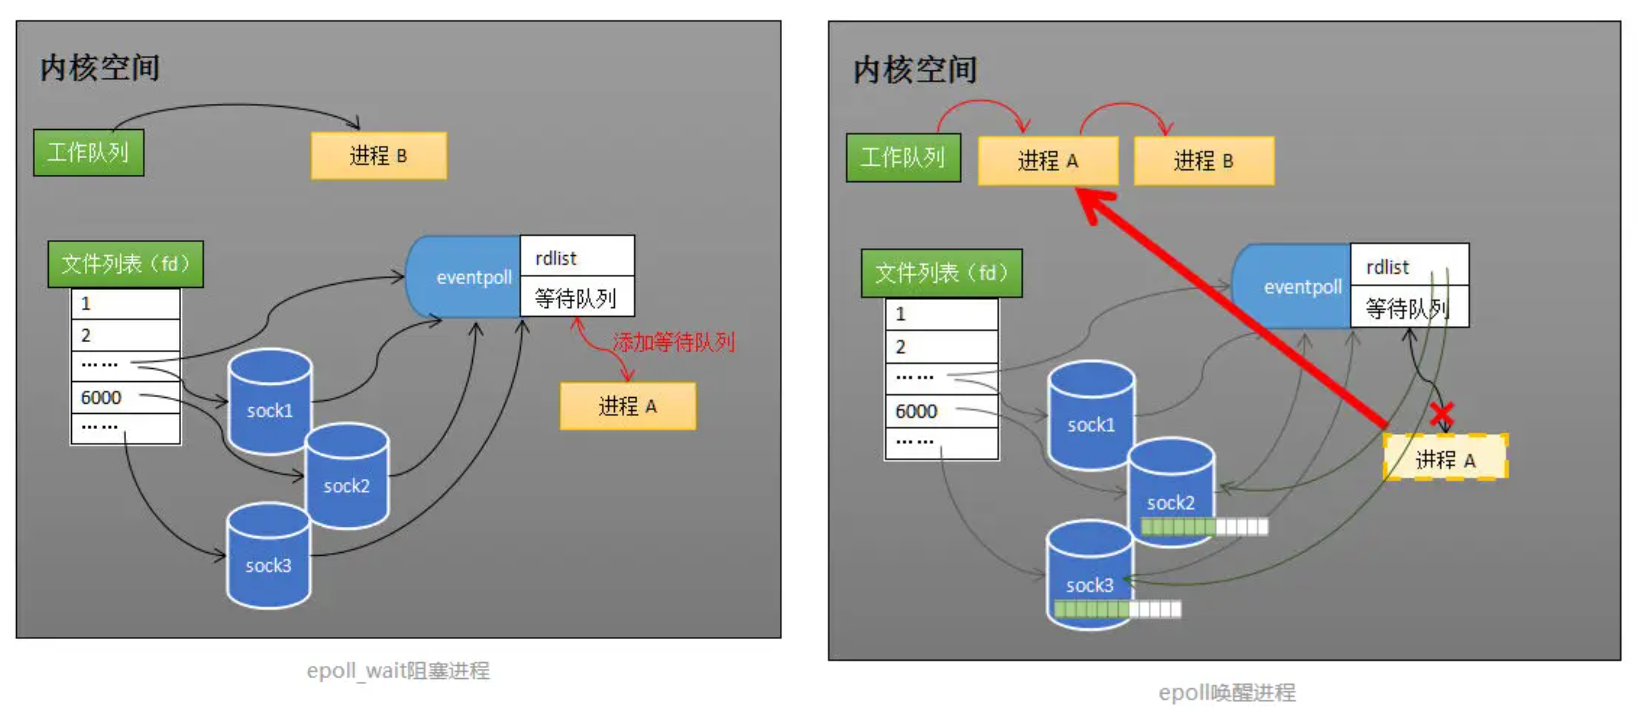 内核空间
工作队列
进程 B
文件列表（fd）
1
2
……
6000
……
eventpoll
rdlist
等待队列
添加等待队列
进程 A
sock1
sock2
sock3
epoll_wait阻塞进程
内核空间
工作队列
进程 A
进程 B
文件列表（fd）
1
2
……
6000
……
eventpoll
rdlist
等待队列
进程 A
sock1
sock2
sock3
epoll唤醒进程